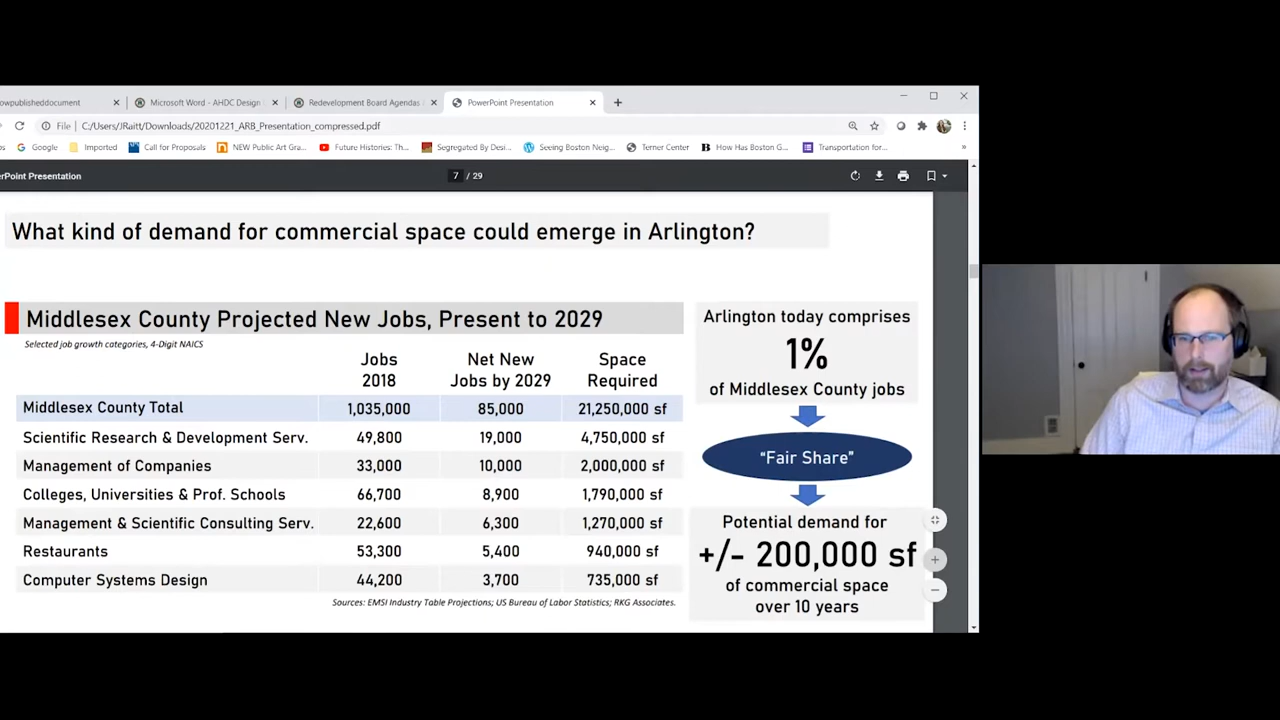 owpublisheddocument
Microsoft Word - AHDC Design
Redevelopment Board Agendas
PowerPoint Presentation
File C:/Users/JRaitt/Downloads/20201221_ARB_Presentation_compressed.pdf
Google Imported Call for Proposals NEW Public Art Gra... Future Histories: Th... Segregated By Desi... Seeing Boston Neig... Terner Center How Has Boston G... Transportation for...
erPoint Presentation
7 / 29
What kind of demand for commercial space could emerge in Arlington?
Middlesex County Projected New Jobs, Present to 2029
Selected job growth categories, 4-Digit NAICS
Jobs 2018 Net New Jobs by 2029 Space Required
Middlesex County Total 1,035,000 85,000 21,250,000 sf
Scientific Research & Development Serv. 49,800 19,000 4,750,000 sf
Management of Companies 33,000 10,000 2,000,000 sf
Colleges, Universities & Prof. Schools 66,700 8,900 1,790,000 sf
Management & Scientific Consulting Serv. 22,600 6,300 1,270,000 sf
Restaurants 53,300 5,400 940,000 sf
Computer Systems Design 44,200 3,700 735,000 sf
Sources: EMSI Industry Table Projections; US Bureau of Labor Statistics; RKG Associates.
Arlington today comprises
1%
of Middlesex County jobs
"Fair Share"
Potential demand for
+/- 200,000 sf
of commercial space
over 10 years